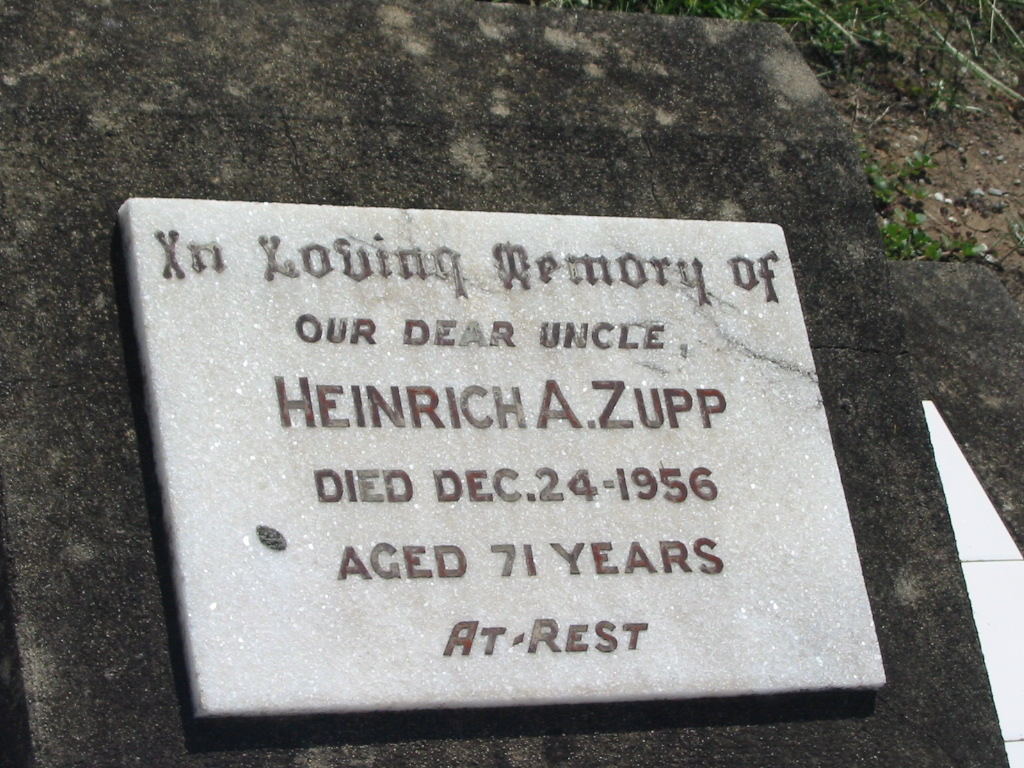 In Loving Memory of
OUR DEAR UNCLE,
HEINRICH A. ZUPP
DIED DEC. 24-1956
AGED 71 YEARS
AT-REST